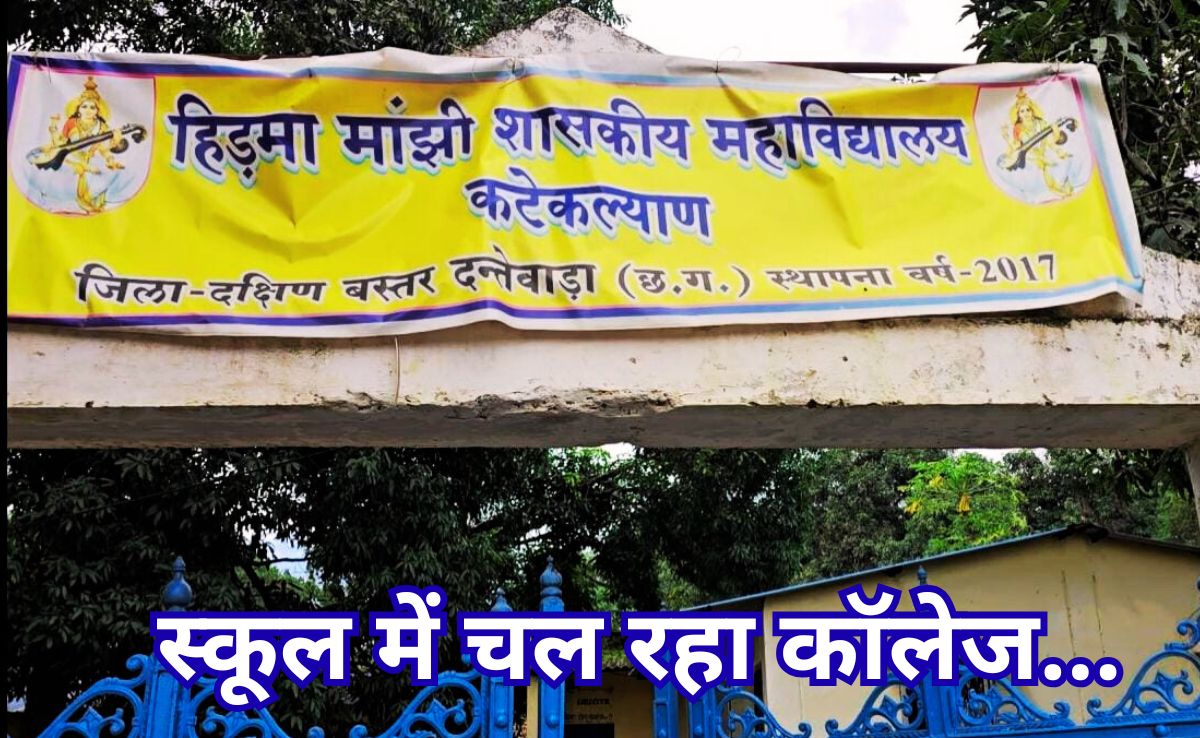 हिड़मा मांझी शासकीय महाविद्यालय
कटेकल्याण
जिला-दक्षिण बस्तर दन्तेवाड़ा (छ.ग.) स्थापना वर्ष-2017
स्कूल में चल रहा कॉलेज...